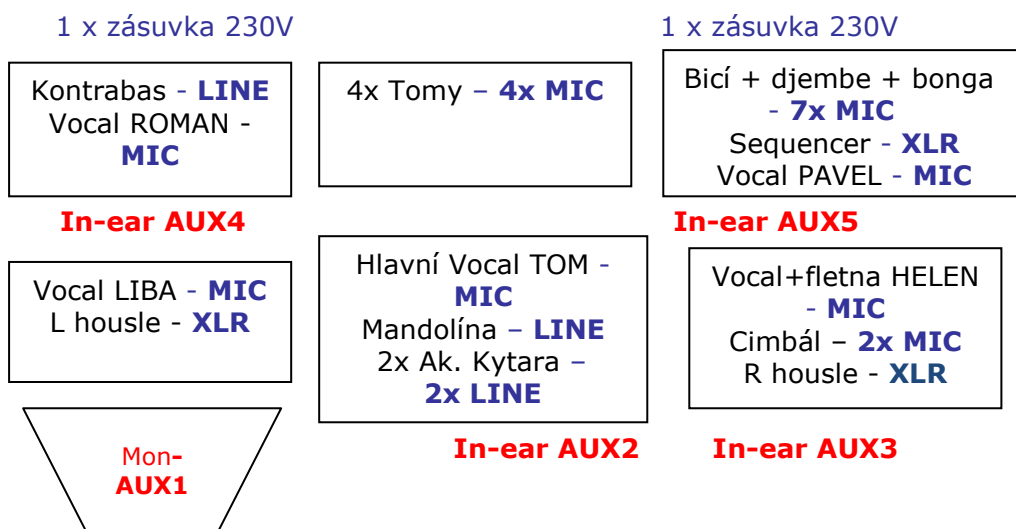 1 x zásuvka 230V
1 x zásuvka 230V
Kontrabas - LINE
Vocal ROMAN -
MIC
4x Tomy – 4x MIC
Bicí + djembe + bonga
- 7x MIC
Sequencer - XLR
Vocal PAVEL - MIC
In-ear AUX4
In-ear AUX5
Vocal LIBA - MIC
L housle - XLR
Hlavní Vocal TOM -
MIC
Mandolína – LINE
2x Ak. Kytara –
2x LINE
Vocal+fletna HELEN
- MIC
Cimbál – 2x MIC
R housle - XLR
Mon-
AUX1
In-ear AUX2
In-ear AUX3